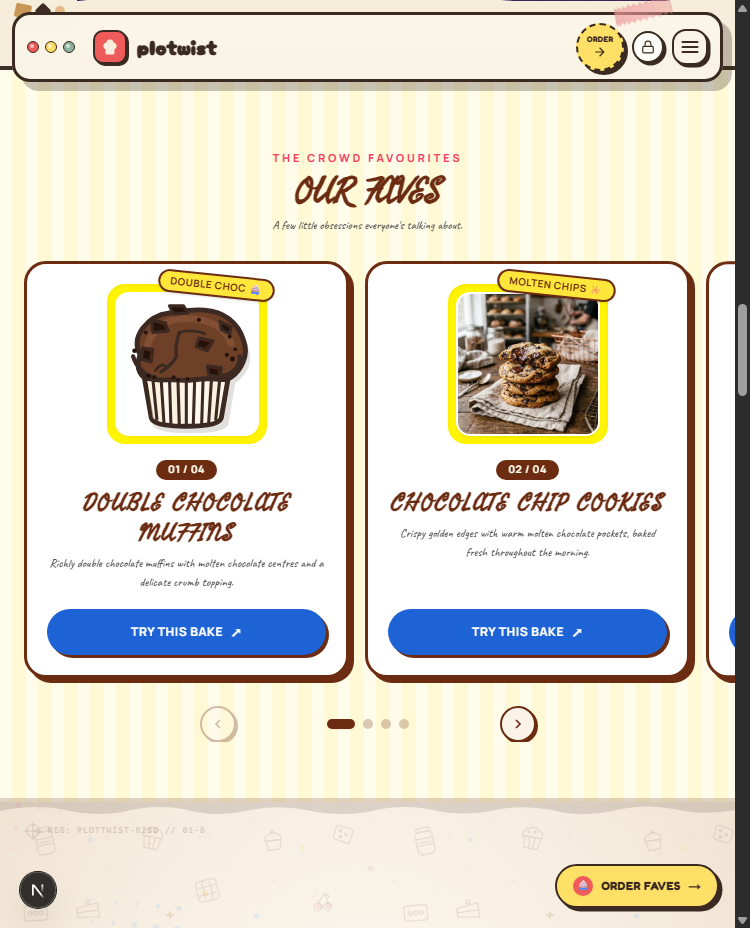 plotwist
ORDER
→
THE CROWD FAVOURITES
OUR FAVES
A few little obsessions everyone's talking about.
DOUBLE CHOC 🧁
01 / 04
DOUBLE CHOCOLATE
MUFFINS
Richly double chocolate muffins with molten chocolate centres and a
delicate crumb topping.
TRY THIS BAKE ↗
MOLTEN CHIPS
02 / 04
CHOCOLATE CHIP COOKIES
Crispy golden edges with warm molten chocolate pockets, baked
fresh throughout the morning.
TRY THIS BAKE ↗
REG: PLOTTWIST-RISO // 01-B
N
ORDER FAVES →